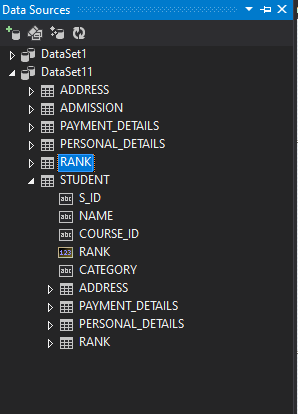 Data Sources
DataSet1
DataSet11
ADDRESS
ADMISSION
PAYMENT_DETAILS
PERSONAL_DETAILS
RANK
STUDENT
abc S_ID
abc NAME
abc COURSE_ID
123 RANK
abc CATEGORY
ADDRESS
PAYMENT_DETAILS
PERSONAL_DETAILS
RANK